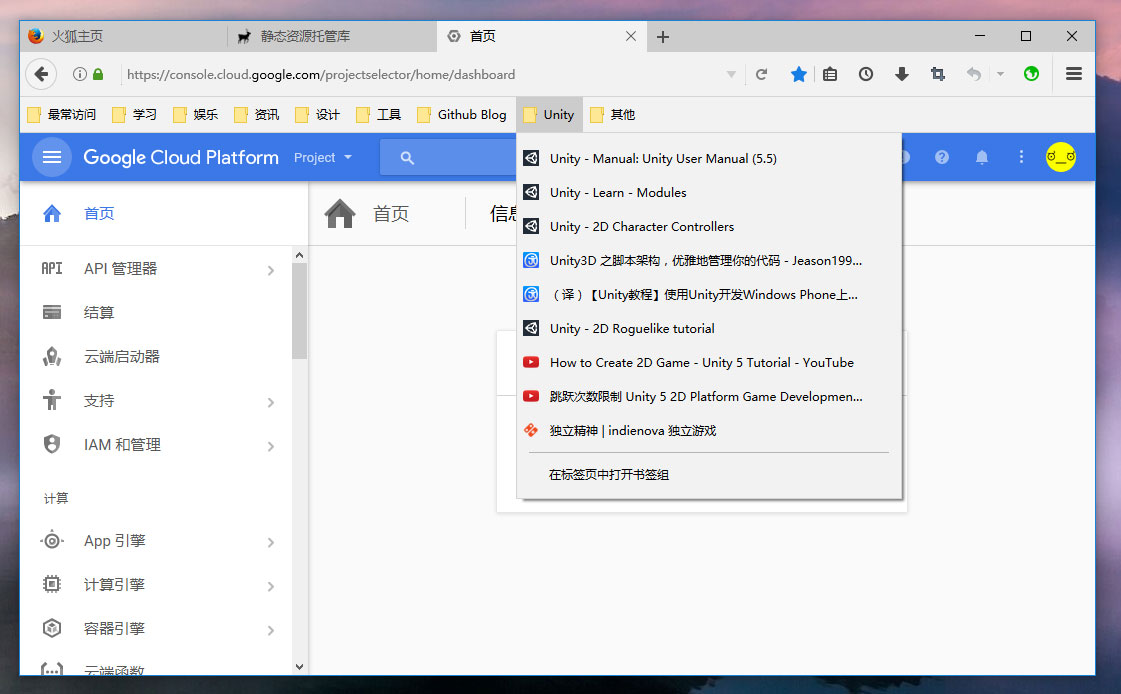 火狐主页
静态资源托管库
首页
https://console.cloud.google.com/projectselector/home/dashboard
最常访问
学习
娱乐
资讯
设计
工具
Github Blog
Unity
其他
Google Cloud Platform
Project
首页
首页
信息
Unity - Manual: Unity User Manual (5.5)
Unity - Learn - Modules
Unity - 2D Character Controllers
Unity3D 之脚本架构，优雅地管理你的代码 - Jeason199...
（译）【Unity教程】使用Unity开发Windows Phone上...
Unity - 2D Roguelike tutorial
How to Create 2D Game - Unity 5 Tutorial - YouTube
跳跃次数限制 Unity 5 2D Platform Game Developmen...
独立精神 | indienova 独立游戏
在标签页中打开书签组
API
API 管理器
结算
云端启动器
支持
IAM 和管理
计算
App 引擎
计算引擎
容器引擎
云端函数